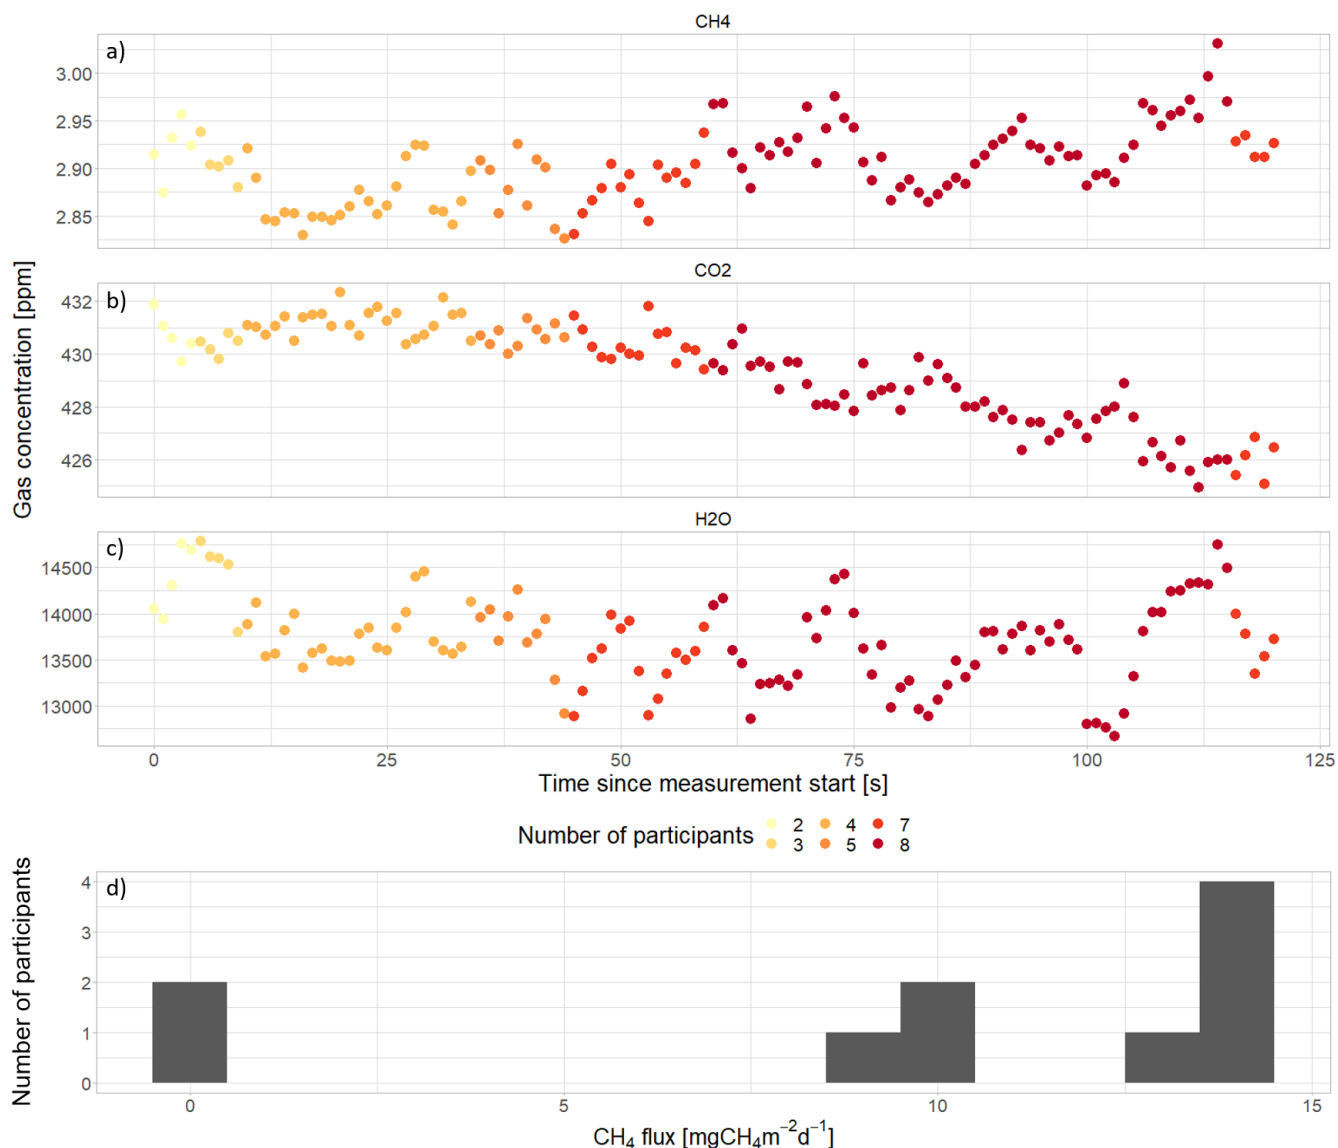 CH4
a)
3.00
2.95
2.90
2.85
CO2
b)
432
430
428
426
Gas concentration [ppm]
H2O
c)
14500
14000
13500
13000
0 25 50 75 100 125
Time since measurement start [s]
Number of participants
2 4 7
3 5 8
d)
4
3
2
1
0
Number of participants
0 5 10 15
CH₄ flux [mgCH₄m⁻²d⁻¹]